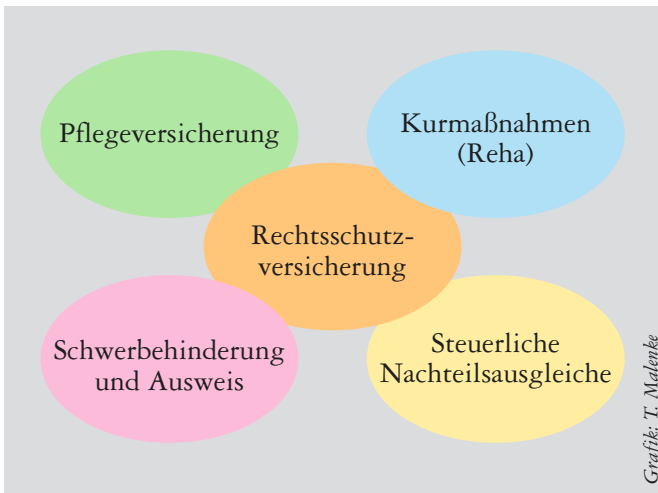 Pflegeversicherung
Kurmaßnahmen
(Reha)
Rechtsschutz-
versicherung
Schwerbehinderung
und Ausweis
Steuerliche
Nachteilsausgleiche
Grafik: T. Malenke